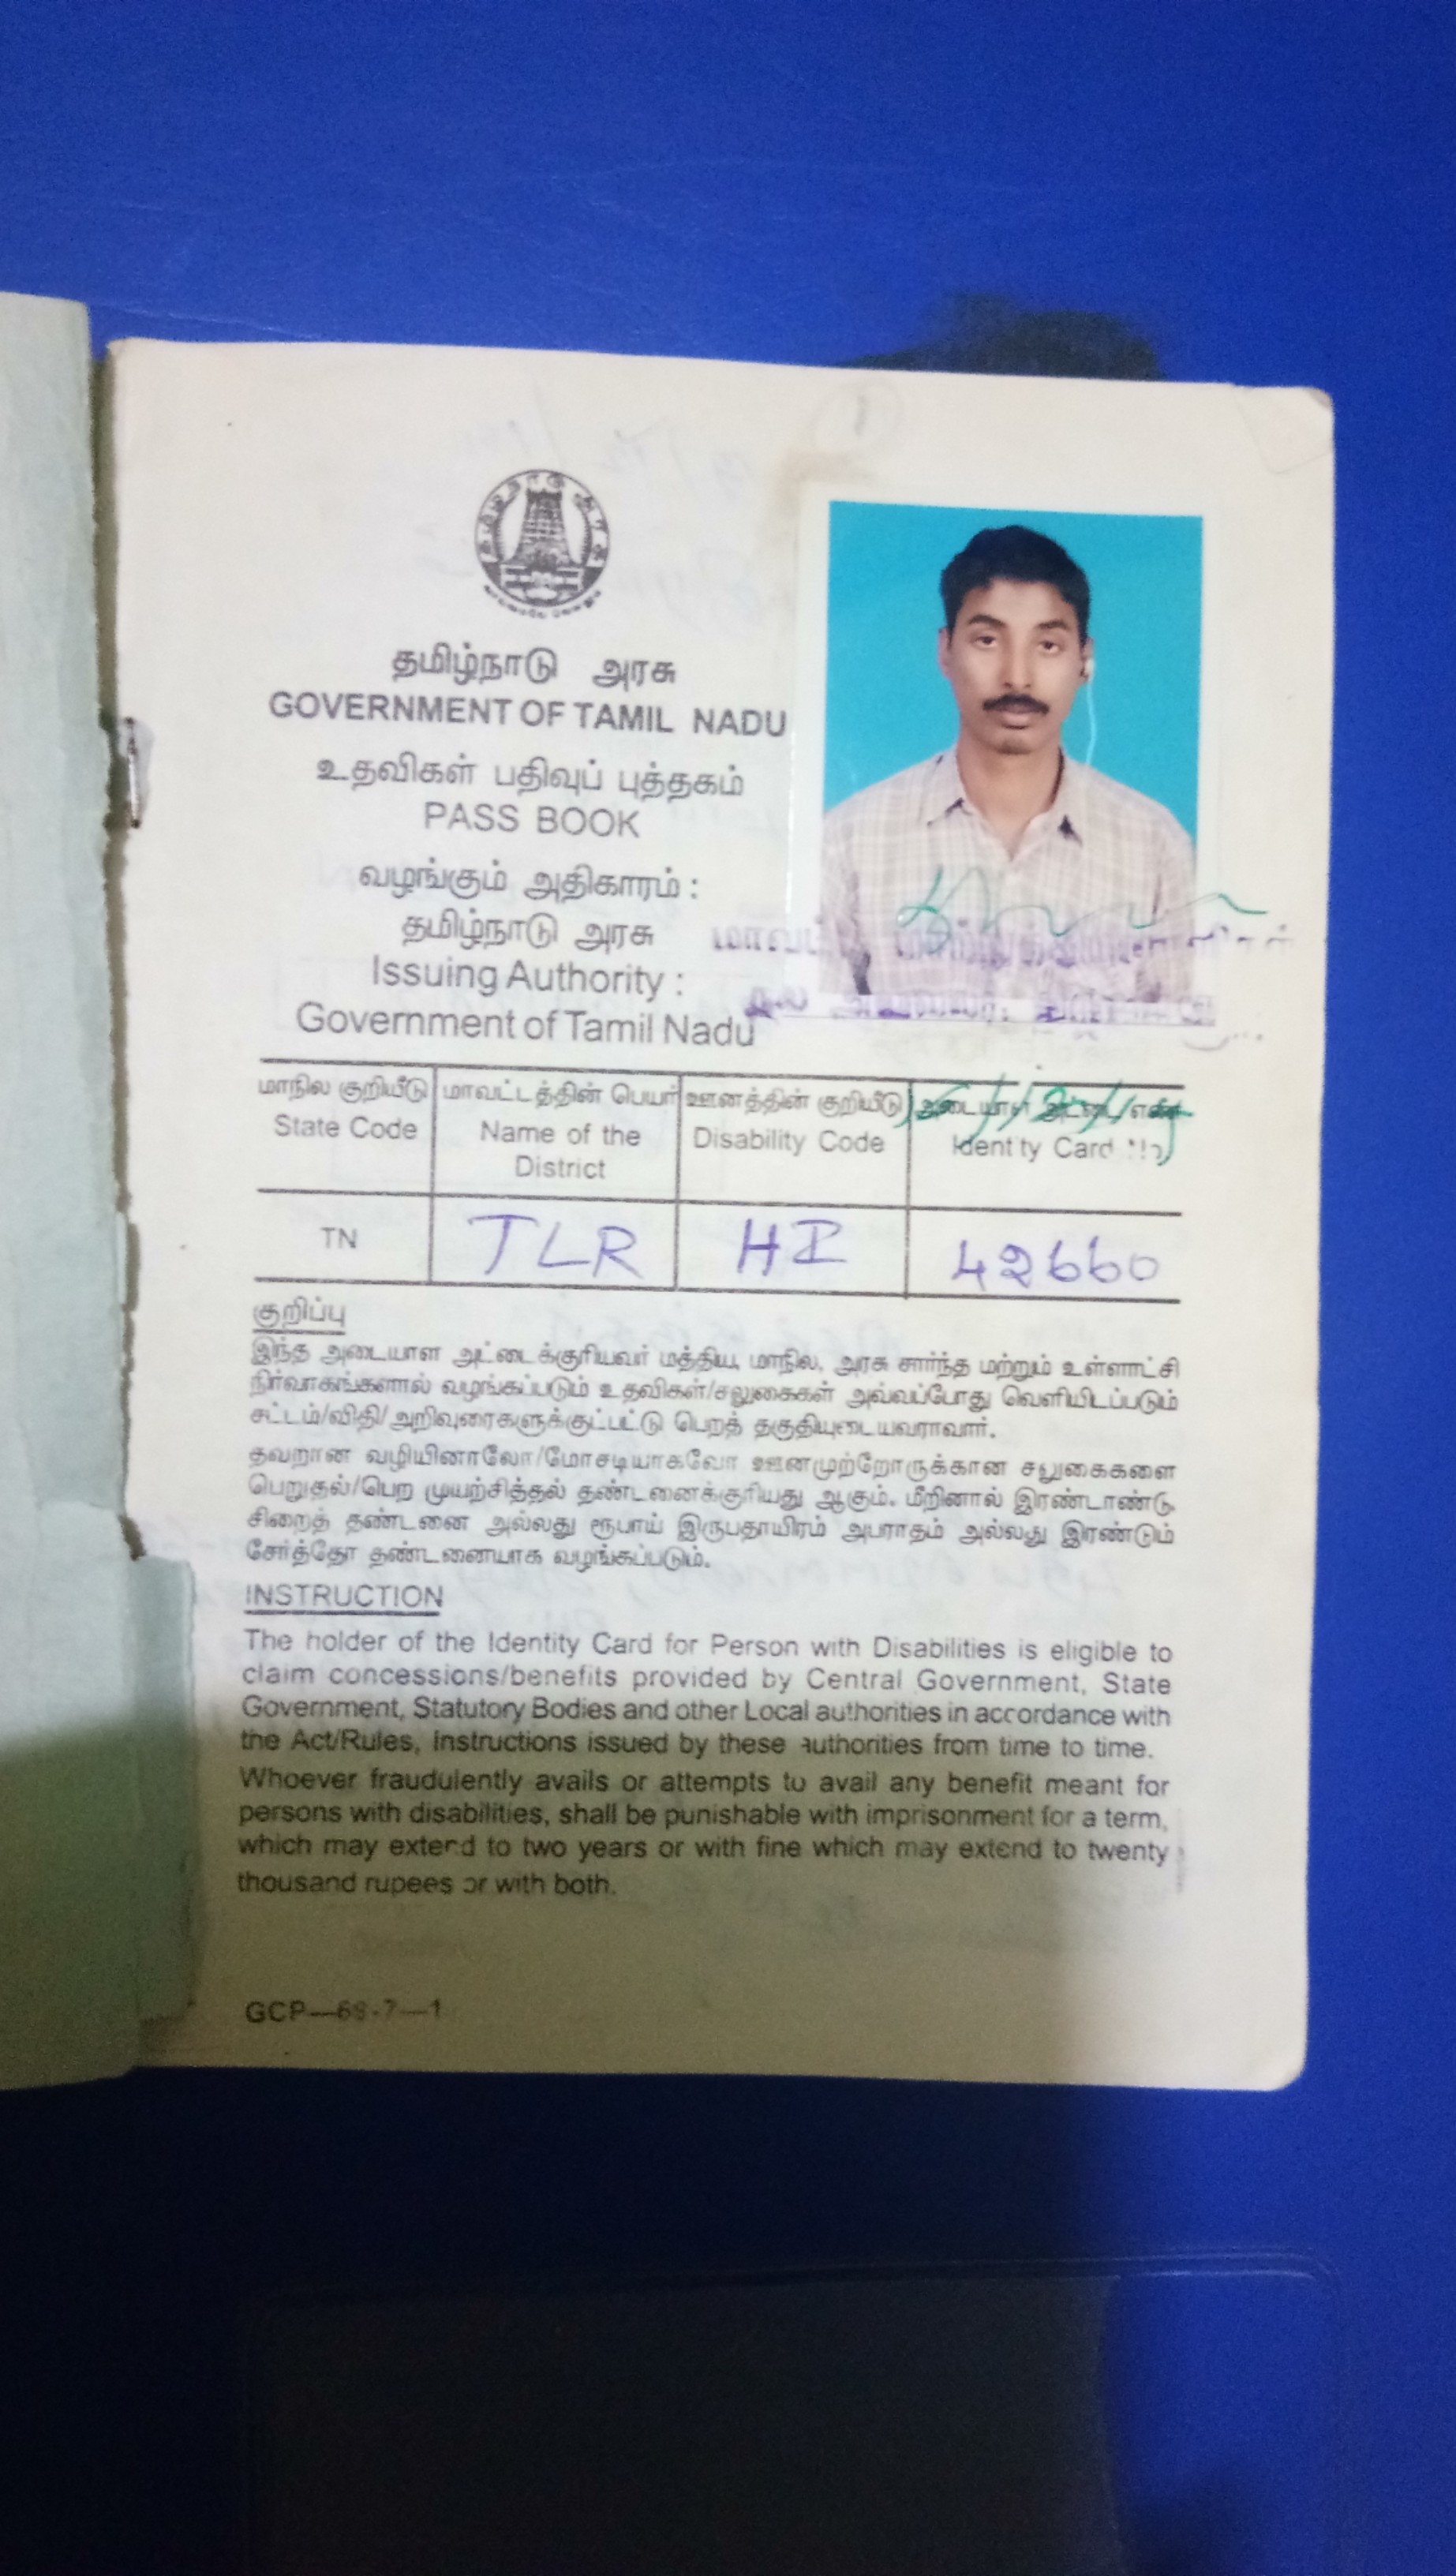 தமிழ்நாடு அரசு
தமிழ்நாடு அரசு
GOVERNMENT OF TAMIL NADU
உதவிகள் பதிவுப் புத்தகம்
PASS BOOK
வழங்கும் அதிகாரம் :
தமிழ்நாடு அரசு
Issuing Authority :
Government of Tamil Nadu
மாநில குறியீடு மாவட்டத்தின் பெயர் ஊனத்தின் குறியீடு அடையாள அட்டை எண்
State Code Name of the District Disability Code Identity Card No
TN TLR HI 42660
குறிப்பு
இந்த அடையாள அட்டைக்குரியவர் மத்திய, மாநில, அரசு சார்ந்த மற்றும் உள்ளாட்சி
நிர்வாகங்களால் வழங்கப்படும் உதவிகள்/சலுகைகள் அவ்வப்போது வெளியிடப்படும்
சட்டம்/விதி/அறிவுரைகளுக்குட்பட்டு பெறத் தகுதியுடையவராவார்.
தவறான வழியினாலோ/மோசடியாகவோ ஊனமுற்றோருக்கான சலுகைகளை
பெறுதல்/பெற முயற்சித்தல் தண்டனைக்குரியது ஆகும். மீறினால் இரண்டாண்டு
சிறைத் தண்டனை அல்லது ரூபாய் இருபதாயிரம் அபராதம் அல்லது இரண்டும்
சேர்த்தோ தண்டனையாக வழங்கப்படும்.
INSTRUCTION
The holder of the Identity Card for Person with Disabilities is eligible to
claim concessions/benefits provided by Central Government, State
Government, Statutory Bodies and other Local authorities in accordance with
the Act/Rules, Instructions issued by these authorities from time to time.
Whoever fraudulently avails or attempts to avail any benefit meant for
persons with disabilities, shall be punishable with imprisonment for a term,
which may extend to two years or with fine which may extend to twenty
thousand rupees or with both.
GCP—68-7—1